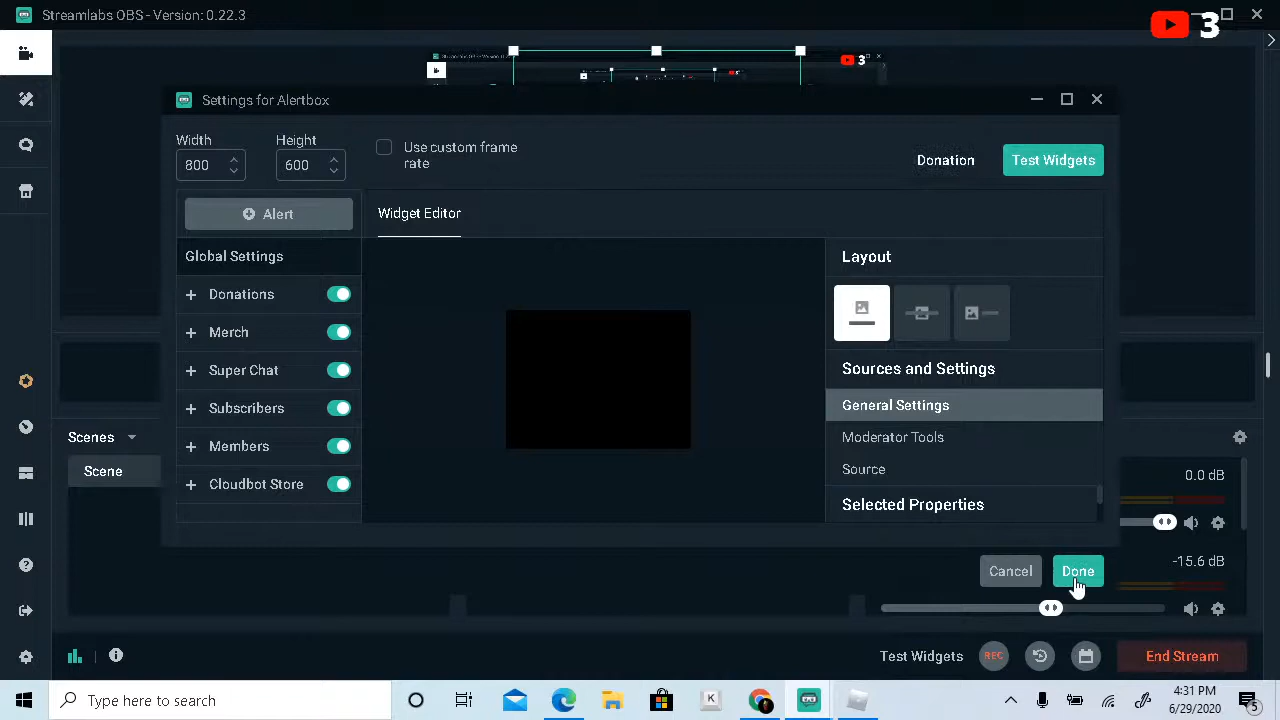 Streamlabs OBS - Version: 0.22.3
3
3
Settings for Alertbox
Width
Height
800
600
Use custom frame
rate
Donation
Test Widgets
Alert
Widget Editor
Global Settings
Donations
Merch
Super Chat
Subscribers
Members
Cloudbot Store
Layout
Sources and Settings
General Settings
Moderator Tools
Source
Selected Properties
Cancel
Done
Scenes
Scene
0.0 dB
-15.6 dB
Test Widgets
REC
End Stream
Type here to search
K
4:31 PM
6/29/2020
5